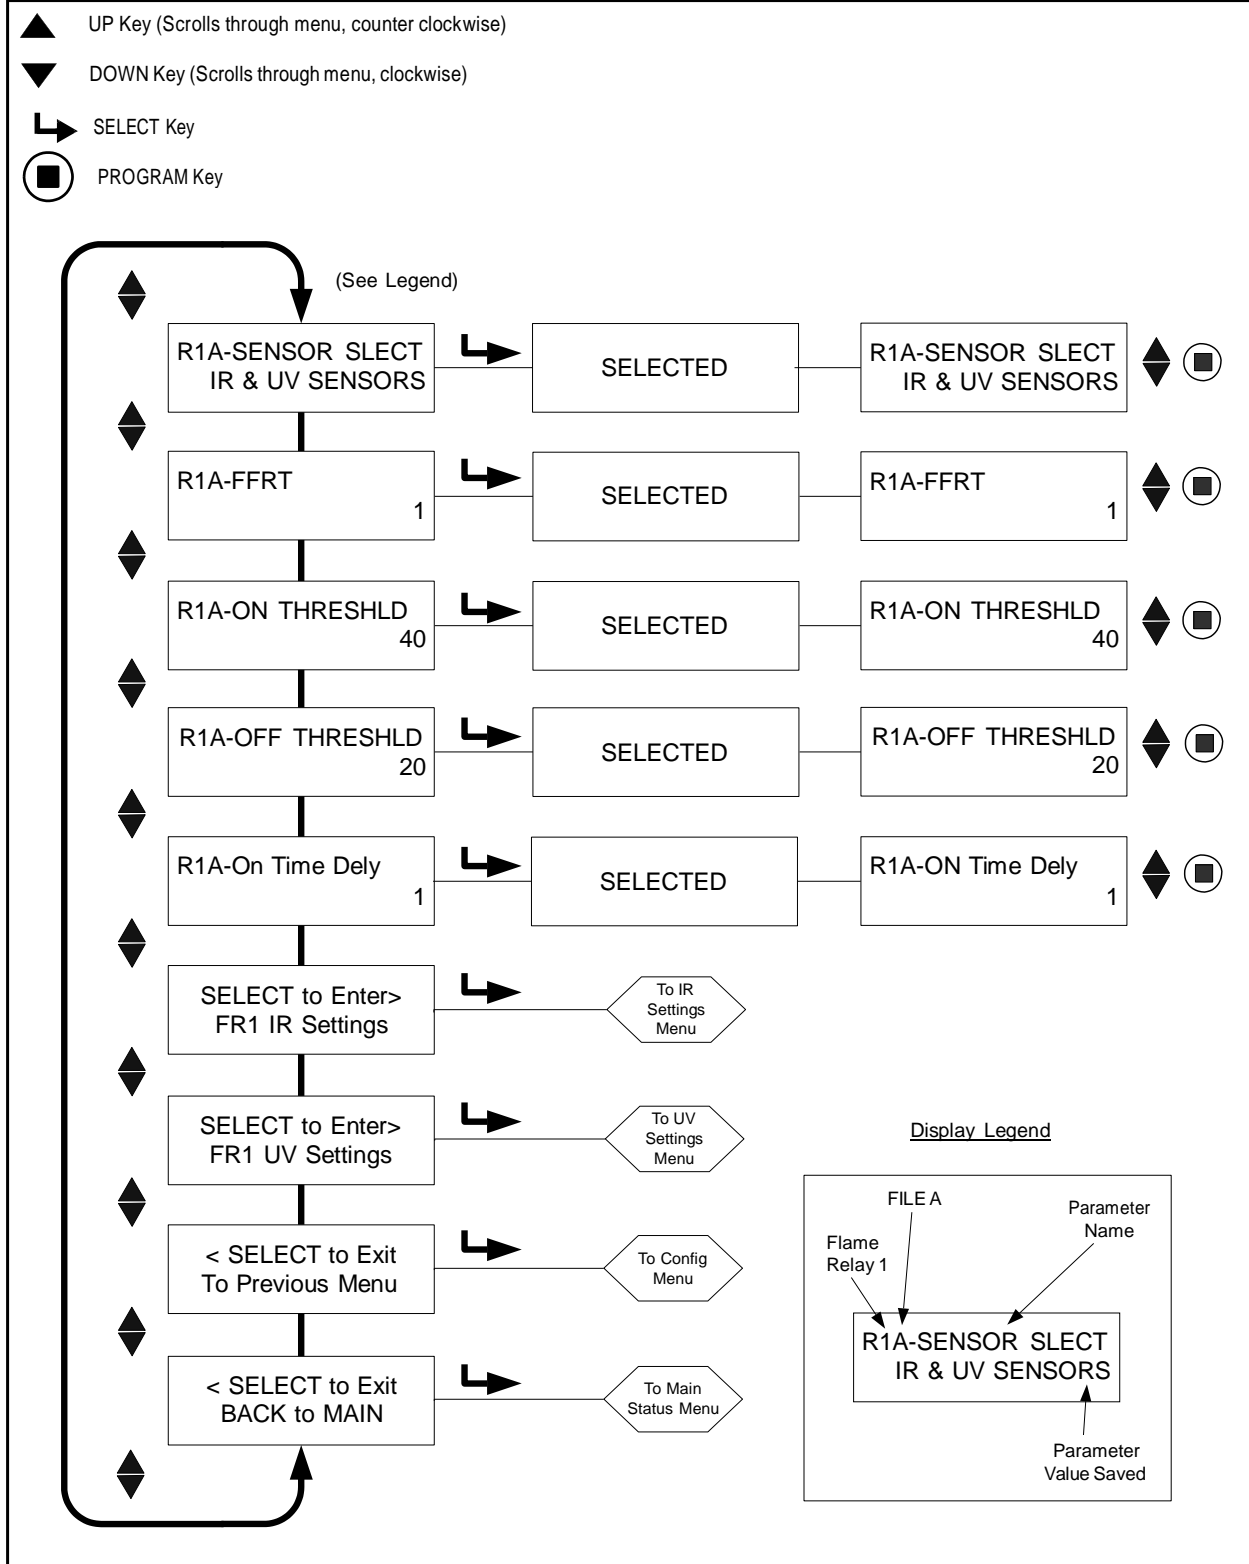 UP Key (Scrolls through menu, counter clockwise)
DOWN Key (Scrolls through menu, clockwise)
SELECT Key
PROGRAM Key
(See Legend)
R1A-SENSOR SLECT
IR & UV SENSORS
SELECTED
R1A-SENSOR SLECT
IR & UV SENSORS
R1A-FFRT
1
SELECTED
R1A-FFRT
1
R1A-ON THRESHLD
40
SELECTED
R1A-ON THRESHLD
40
R1A-OFF THRESHLD
20
SELECTED
R1A-OFF THRESHLD
20
R1A-On Time Dely
1
SELECTED
R1A-ON Time Dely
1
SELECT to Enter>
FR1 IR Settings
To IR
Settings
Menu
SELECT to Enter>
FR1 UV Settings
To UV
Settings
Menu
< SELECT to Exit
To Previous Menu
To Config
Menu
< SELECT to Exit
BACK to MAIN
To Main
Status Menu
Display Legend
FILE A
Parameter
Name
Flame
Relay 1
R1A-SENSOR SLECT
IR & UV SENSORS
Parameter
Value Saved